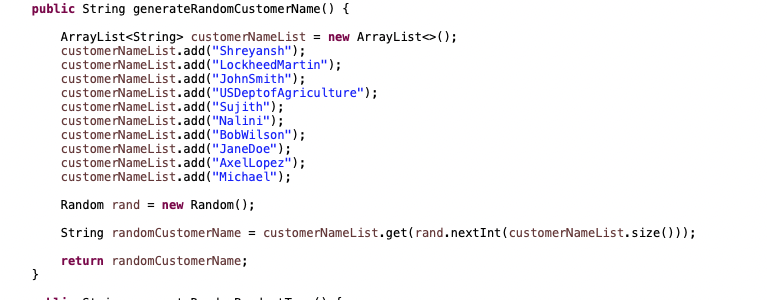 public String generateRandomCustomerName() {
ArrayList<String> customerNameList = new ArrayList<>();
customerNameList.add("Shreyansh");
customerNameList.add("LockheedMartin");
customerNameList.add("JohnSmith");
customerNameList.add("USDeptofAgriculture");
customerNameList.add("Sujith");
customerNameList.add("Nalini");
customerNameList.add("BobWilson");
customerNameList.add("JaneDoe");
customerNameList.add("AxelLopez");
customerNameList.add("Michael");
Random rand = new Random();
String randomCustomerName = customerNameList.get(rand.nextInt(customerNameList.size()));
return randomCustomerName;
}